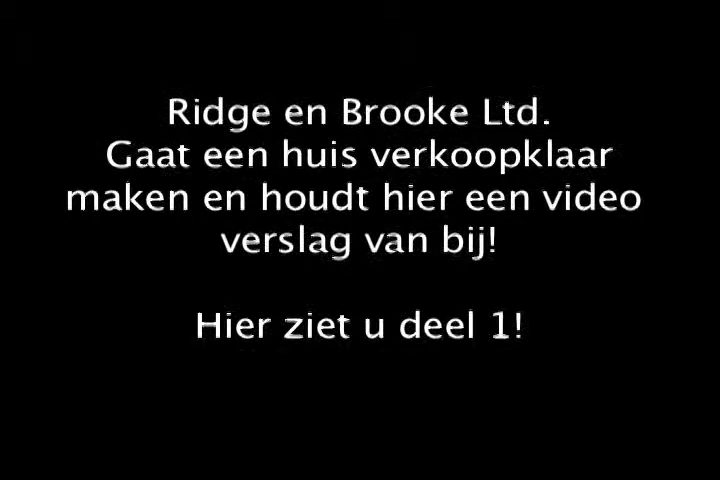 Ridge en Brooke Ltd.
Gaat een huis verkoopklaar
maken en houdt hier een video
verslag van bij!
Hier ziet u deel 1!